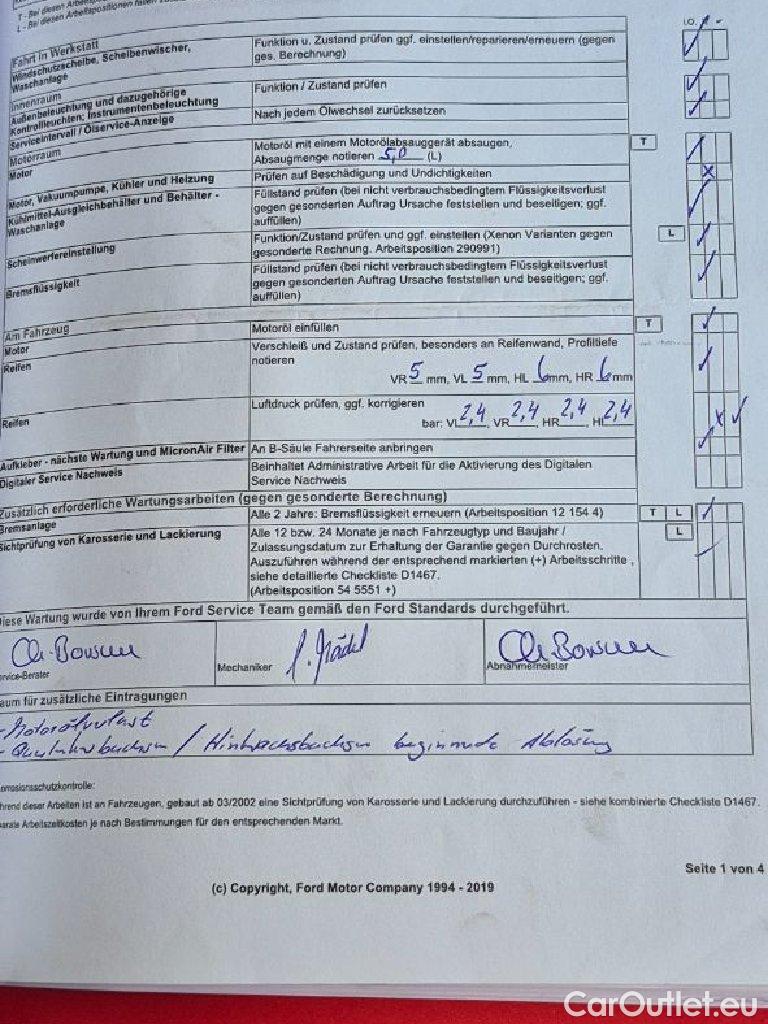 T - Bei diesen
L - Bei diesen Arbeitspositionen
I.O.
Fahrt in Werkstatt
Windschutzscheibe, Scheibenwischer,
Waschanlage
Funktion u. Zustand prüfen ggf. einstellen/reparieren/erneuern (gegen
ges. Berechnung)
Innenraum
Außenbeleuchtung und dazugehörige
Kontrollleuchten; Instrumentenbeleuchtung
Funktion / Zustand prüfen
Serviceintervall / Ölservice-Anzeige
Nach jedem Ölwechsel zurücksetzen
Motorraum
Motor
Motoröl mit einem Motorölabsauggerät absaugen,
Absaugmenge notieren 5,0 (L)
T
Motor, Vakuumpumpe, Kühler und Heizung
Prüfen auf Beschädigung und Undichtigkeiten
Kühlmittel-Ausgleichbehälter und Behälter -
Waschanlage
Füllstand prüfen (bei nicht verbrauchsbedingtem Flüssigkeitsverlust
gegen gesonderten Auftrag Ursache feststellen und beseitigen; ggf.
auffüllen)
Scheinwerfereinstellung
Funktion/Zustand prüfen und ggf. einstellen (Xenon Varianten gegen
gesonderte Rechnung. Arbeitsposition 290991)
L
Bremsflüssigkeit
Füllstand prüfen (bei nicht verbrauchsbedingtem Flüssigkeitsverlust
gegen gesonderten Auftrag Ursache feststellen und beseitigen; ggf.
auffüllen)
Am Fahrzeug
Motor
Motoröl einfüllen
T
Reifen
Verschleiß und Zustand prüfen, besonders an Reifenwand, Profiltiefe
notieren
VR 5 mm, VL 5 mm, HL 6 mm, HR 6 mm
Reifen
Luftdruck prüfen, ggf. korrigieren
bar: VL 2,4, VR 2,4, HR 2,4, HL 2,4
Aufkleber - nächste Wartung und MicronAir Filter
An B-Säule Fahrerseite anbringen
Digitaler Service Nachweis
Beinhaltet Administrative Arbeit für die Aktivierung des Digitalen
Service Nachweis
Zusätzlich erforderliche Wartungsarbeiten (gegen gesonderte Berechnung)
Bremsanlage
Alle 2 Jahre: Bremsflüssigkeit erneuern (Arbeitsposition 12 154 4)
T L
Sichtprüfung von Karosserie und Lackierung
Alle 12 bzw. 24 Monate je nach Fahrzeugtyp und Baujahr /
Zulassungsdatum zur Erhaltung der Garantie gegen Durchrosten.
Auszuführen während der entsprechend markierten (+) Arbeitsschritte ,
siehe detaillierte Checkliste D1467.
(Arbeitsposition 54 5551 +)
L
Diese Wartung wurde von Ihrem Ford Service Team gemäß den Ford Standards durchgeführt.
rvice-Berater
Mechaniker
Abnahmemeister
aum für zusätzliche Eintragungen
- Motorölverlust
beginnende Ablösung
rrosionsschutzkontrolle:
ährend dieser Arbeiten ist an Fahrzeugen, gebaut ab 03/2002 eine Sichtprüfung von Karosserie und Lackierung durchzuführen - siehe kombinierte Checkliste D1467.
parate Arbeitszeitkosten je nach Bestimmungen für den entsprechenden Markt.
Seite 1 von 4
(c) Copyright, Ford Motor Company 1994 - 2019
CarOutlet.eu